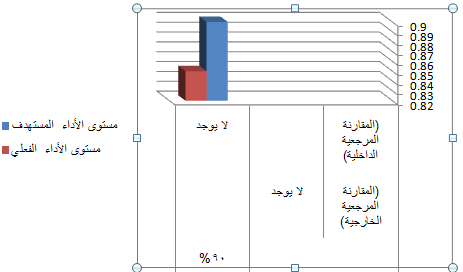 0.9
0.89
0.88
0.87
0.86
0.85
0.84
0.83
0.82
مستوى الأداء المستهدف
مستوى الأداء الفعلي
(المقارنة
المرجعية
الداخلية)
لا يوجد
(المقارنة
المرجعية
الخارجية)
لا يوجد
٩٠%